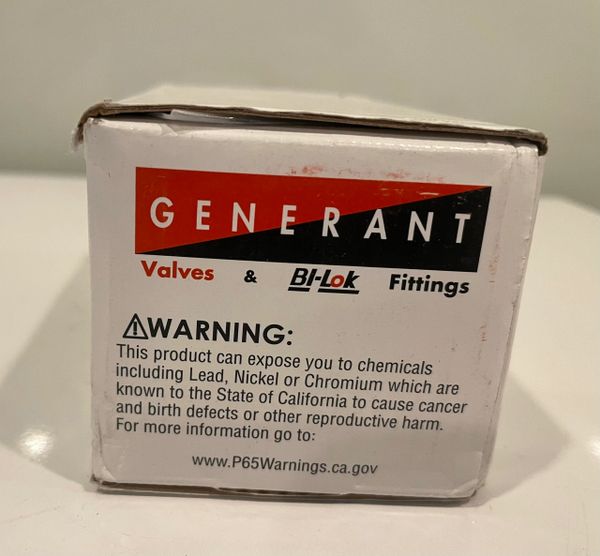 GENERANT
Valves & BI-Lok Fittings
⚠WARNING:
This product can expose you to chemicals
including Lead, Nickel or Chromium which are
known to the State of California to cause cancer
and birth defects or other reproductive harm.
For more information go to:
www.P65Warnings.ca.gov